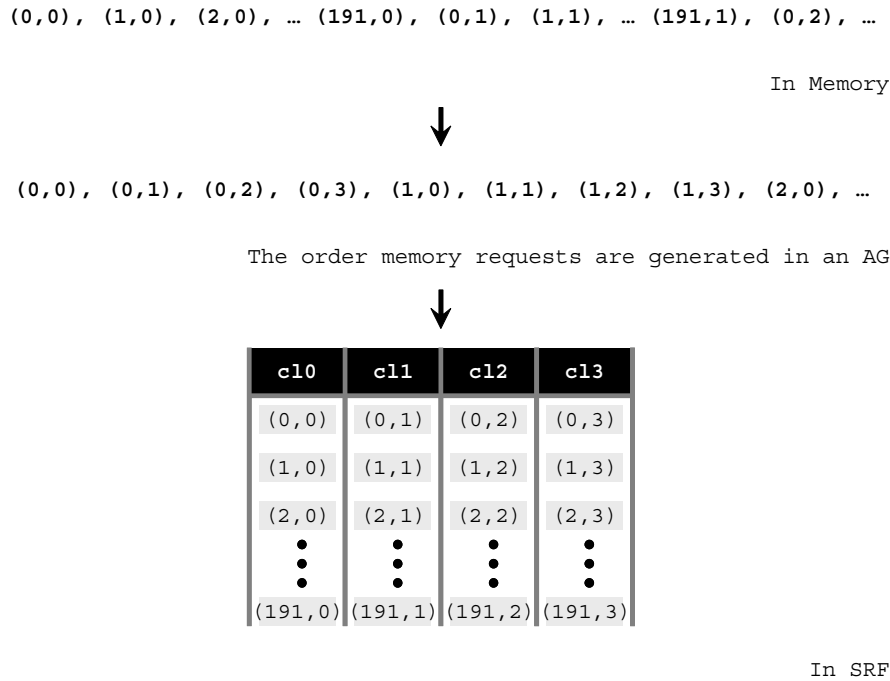 (0,0), (1,0), (2,0), … (191,0), (0,1), (1,1), … (191,1), (0,2), …
In Memory
(0,0), (0,1), (0,2), (0,3), (1,0), (1,1), (1,2), (1,3), (2,0), …
The order memory requests are generated in an AG
cl0 cl1 cl2 cl3
(0,0) (0,1) (0,2) (0,3)
(1,0) (1,1) (1,2) (1,3)
(2,0) (2,1) (2,2) (2,3)
(191,0) (191,1) (191,2) (191,3)
In SRF